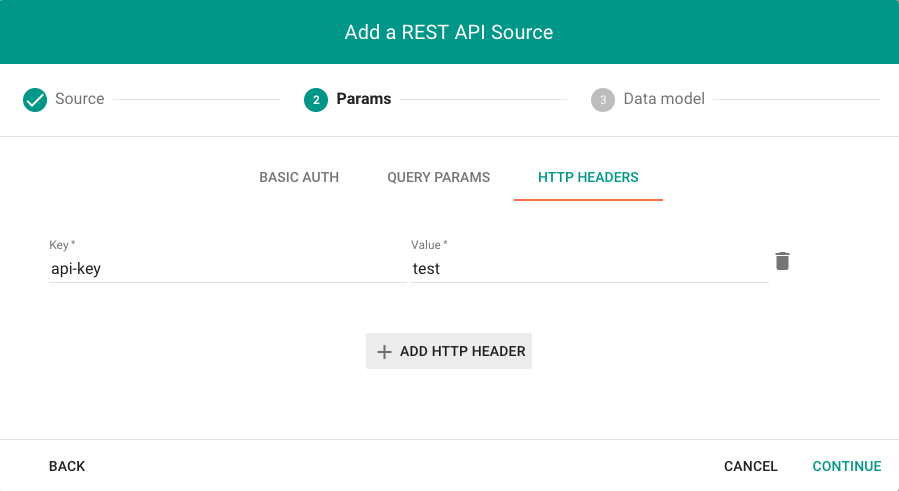 Add a REST API Source
Source
2 Params
3 Data model
BASIC AUTH QUERY PARAMS HTTP HEADERS
Key * Value *
api-key test
ADD HTTP HEADER
BACK CANCEL CONTINUE